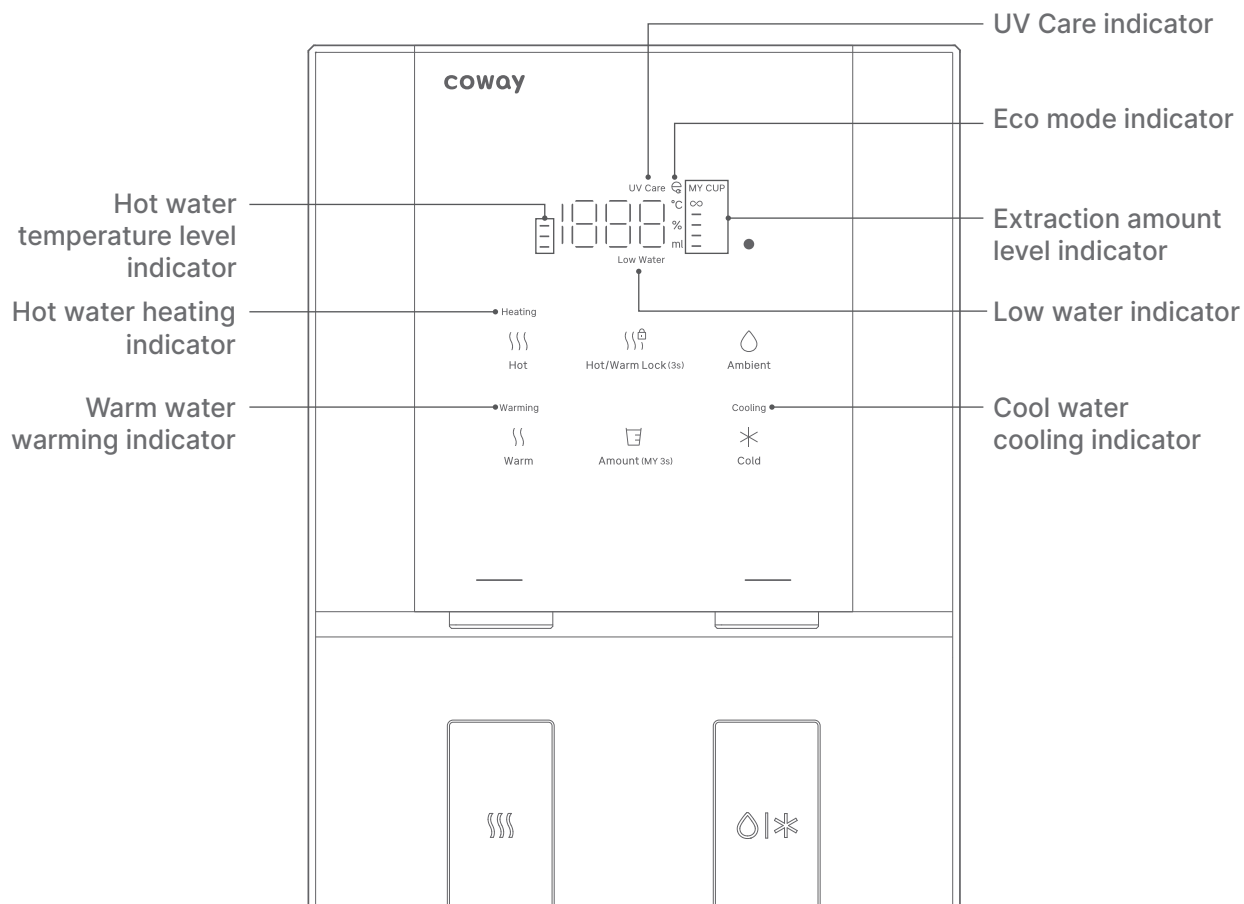 UV Care indicator
coway
Eco mode indicator
UV Care
MY CUP
Hot water
temperature level
indicator
°C
%
ml
Extraction amount
level indicator
Low Water
Hot water heating
indicator
Heating
Low water indicator
Hot
Hot/Warm Lock (3s)
Ambient
Warm water
warming indicator
Warming
Cooling
Cool water
cooling indicator
Warm
Amount (MY 3s)
Cold